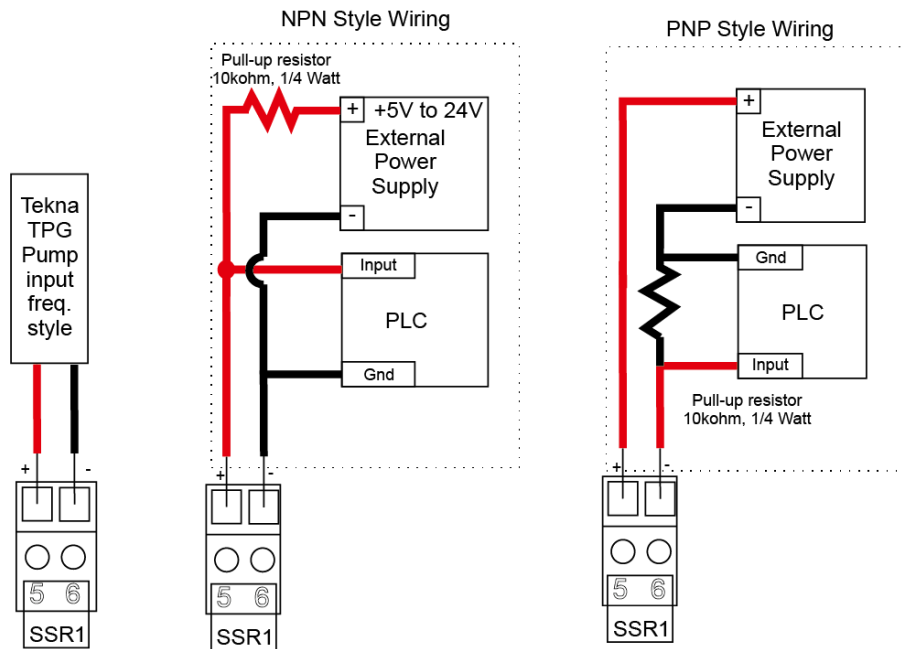 NPN Style Wiring
Pull-up resistor
10kohm, 1/4 Watt
+ +5V to 24V
External
Power
Supply
-
Input
PLC
Gnd
+ -
5 6
SSR1
PNP Style Wiring
+
External
Power
Supply
-
Gnd
PLC
Input
Pull-up resistor
10kohm, 1/4 Watt
+ -
5 6
SSR1
Tekna
TPG
Pump
input
freq.
style
+ -
5 6
SSR1